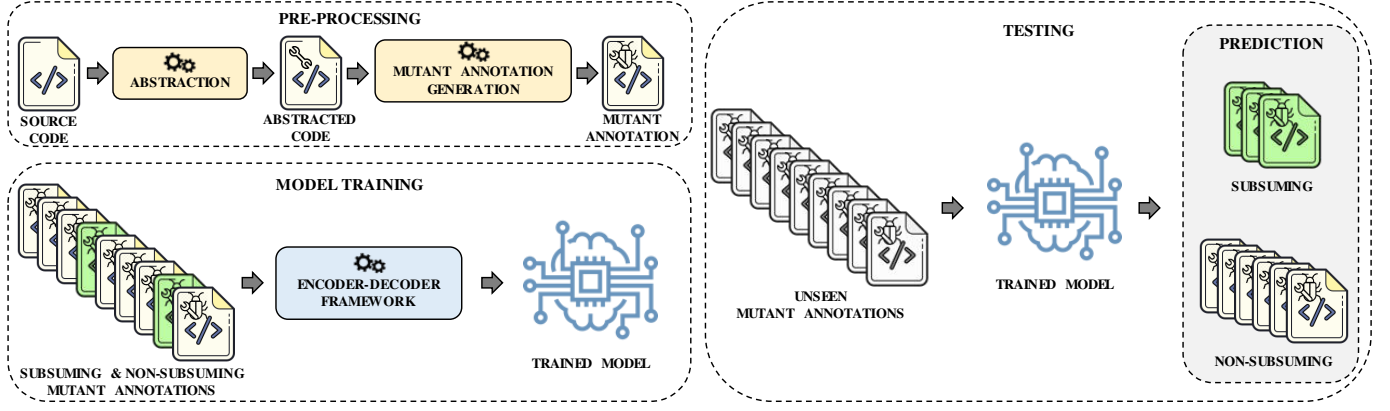 PRE-PROCESSING
SOURCE
CODE
ABSTRACTION
ABSTRACTED
CODE
MUTANT ANNOTATION
GENERATION
MUTANT
ANNOTATION
MODEL TRAINING
SUBSUMING & NON-SUBSUMING
MUTANT ANNOTATIONS
ENCODER-DECODER
FRAMEWORK
TRAINED MODEL
TESTING
UNSEEN
MUTANT ANNOTATIONS
TRAINED MODEL
PREDICTION
SUBSUMING
NON-SUBSUMING